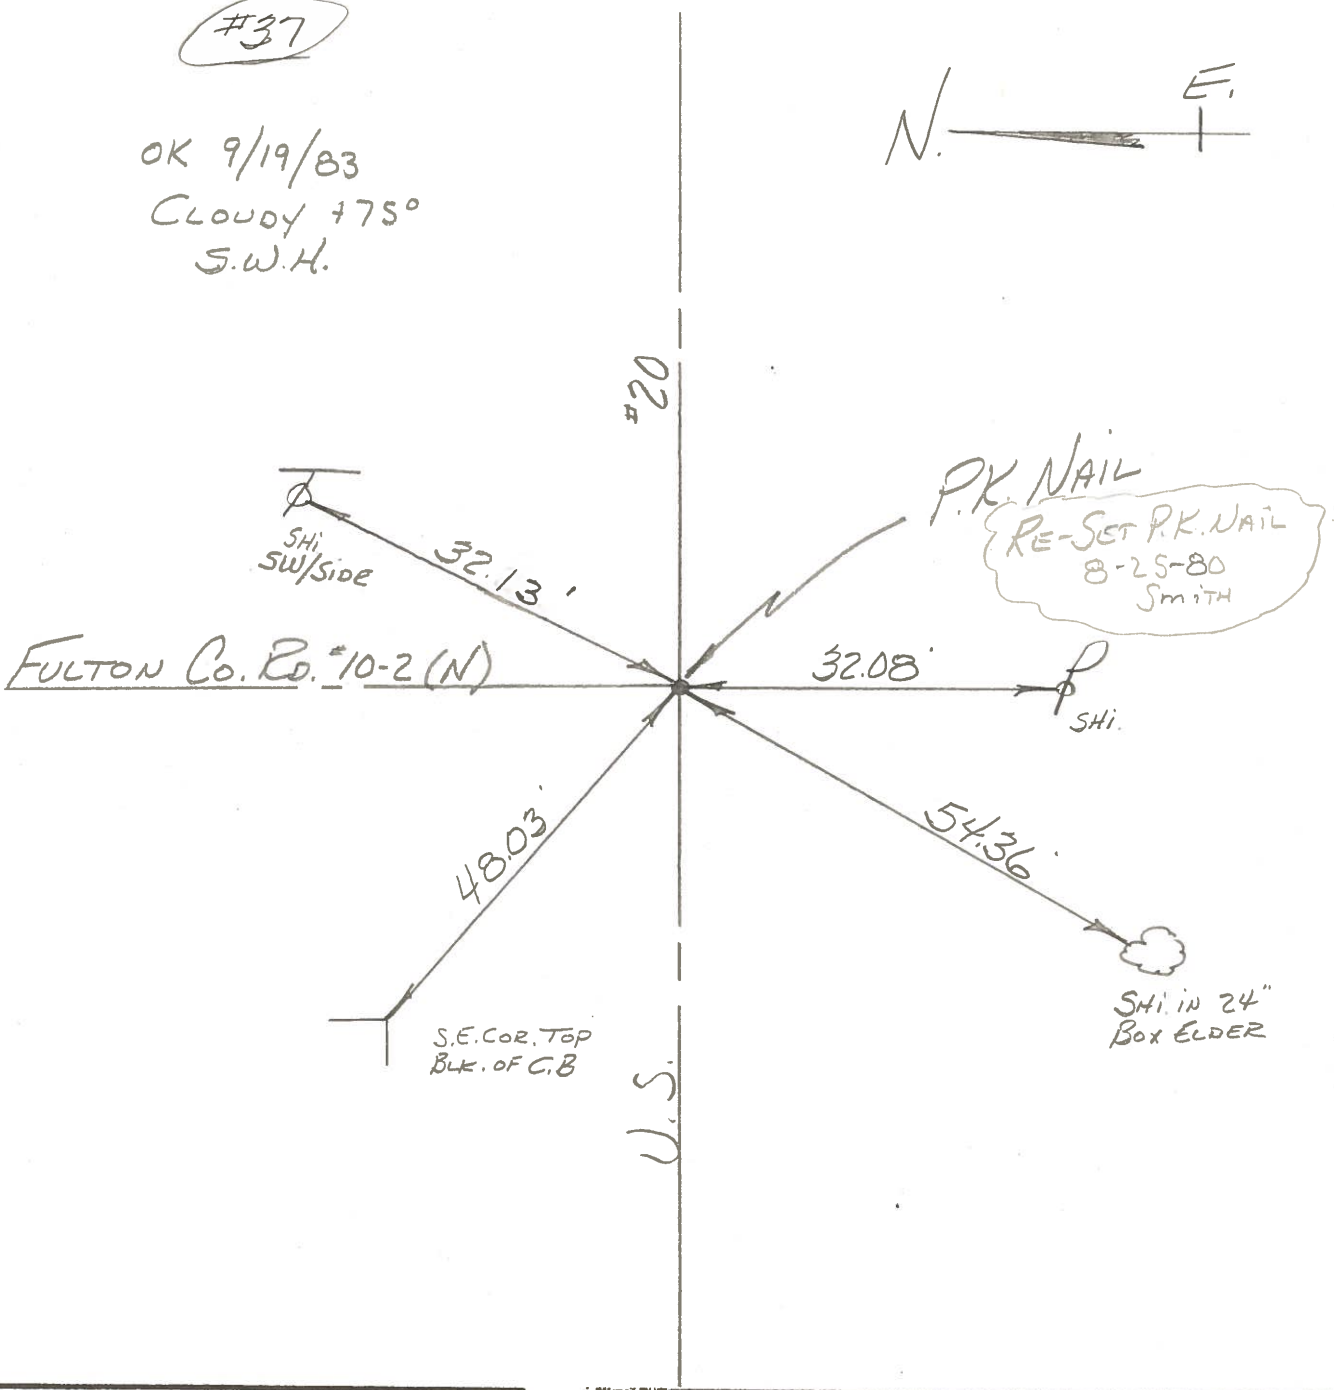 #37
N.
E.
OK 9/19/83
CLOUDY +75°
S.W.H.
#20
P.K. NAIL
RE-SET P.K. NAIL
8-25-80
SMITH
SHI
SW/SIDE
32.13'
FULTON CO. RD. #10-2 (N)
32.08'
SHI.
48.03'
54.36'
SHI. IN 24"
BOX ELDER
S.E. COR. TOP
BLK. OF C.B
U.S.